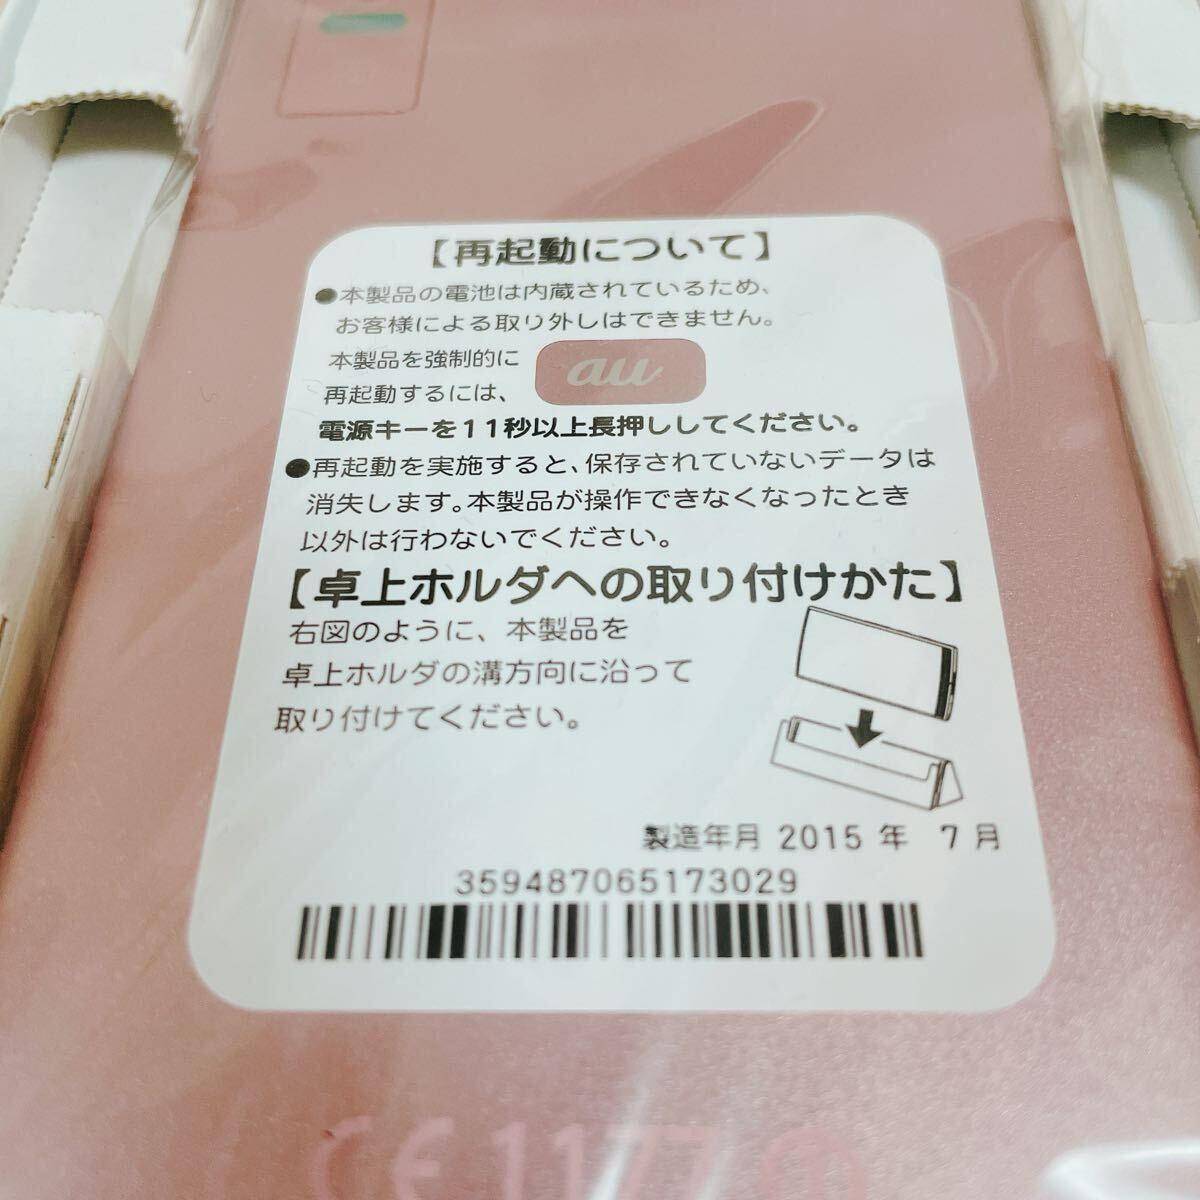 【再起動について】
●本製品の電池は内蔵されているため、
お客様による取り外しはできません。
本製品を強制的に
再起動するには、
au
電源キーを11秒以上長押ししてください。
●再起動を実施すると、保存されていないデータは
消失します。本製品が操作できなくなったとき
以外は行わないでください。
【卓上ホルダへの取り付けかた】
右図のように、本製品を
卓上ホルダの溝方向に沿って
取り付けてください。
製造年月 2015 年 7 月
359487065173029
CE 1177